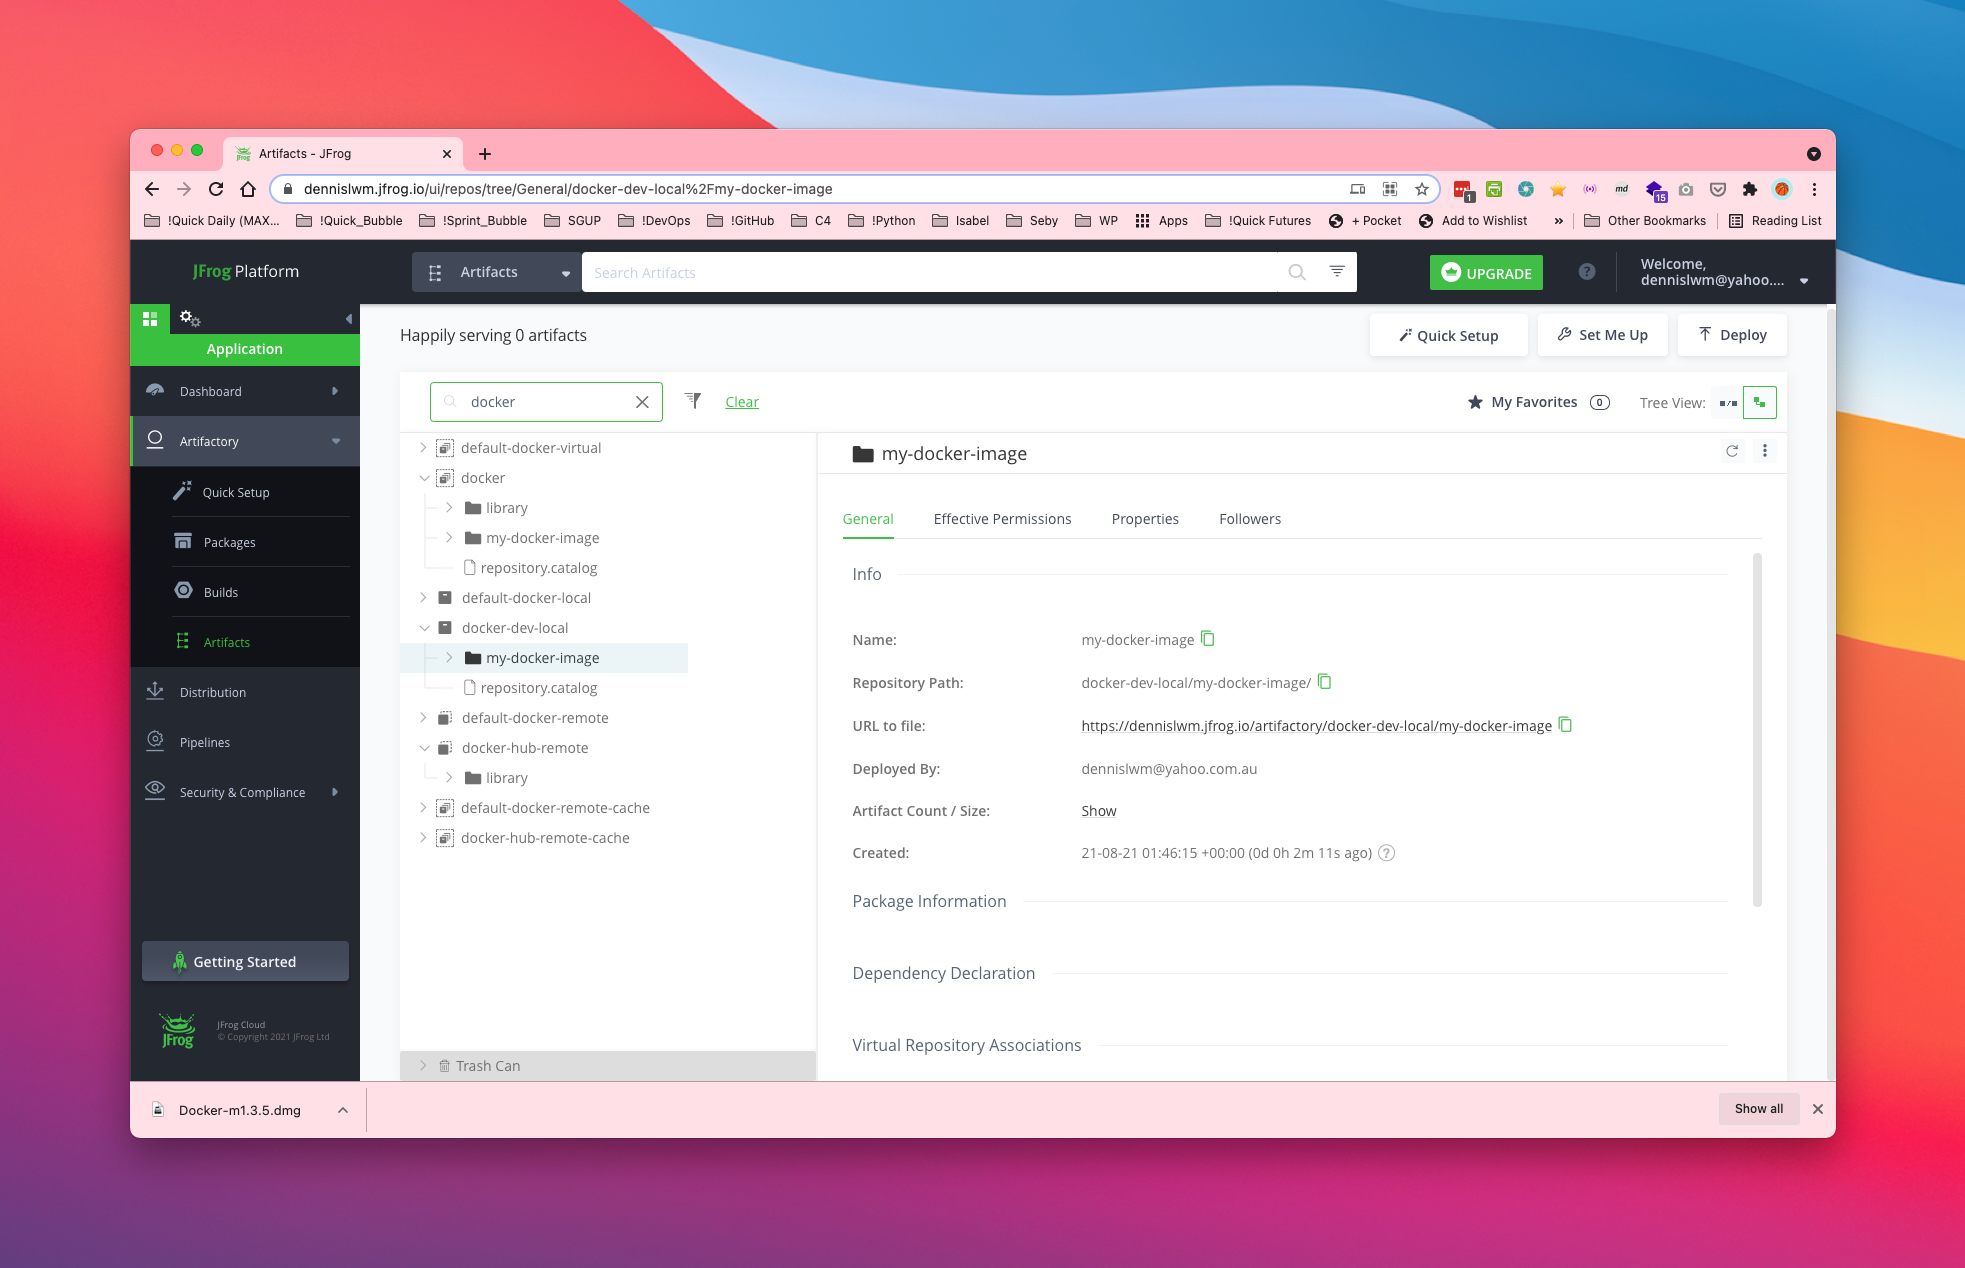 Artifacts - JFrog
dennislwm.jfrog.io/ui/repos/tree/General/docker-dev-local%2Fmy-docker-image
1
md
15
!Quick Daily (MAX... !Quick_Bubble !Sprint_Bubble SGUP !DevOps !GitHub C4 !Python Isabel Seby WP Apps !Quick Futures + Pocket Add to Wishlist » Other Bookmarks Reading List
JFrog Platform
Artifacts
Search Artifacts
UPGRADE
?
Welcome,
dennislwm@yahoo....
Application
Dashboard
Artifactory
Quick Setup
Packages
Builds
Artifacts
Distribution
Pipelines
Security & Compliance
Getting Started
JFrog
JFrog Cloud
© Copyright 2021 JFrog Ltd
Happily serving 0 artifacts
Quick Setup
Set Me Up
Deploy
docker
Clear
My Favorites 0
Tree View:
default-docker-virtual
docker
library
my-docker-image
repository.catalog
default-docker-local
docker-dev-local
my-docker-image
repository.catalog
default-docker-remote
docker-hub-remote
library
default-docker-remote-cache
docker-hub-remote-cache
Trash Can
my-docker-image
General Effective Permissions Properties Followers
Info
Name: my-docker-image
Repository Path: docker-dev-local/my-docker-image/
URL to file: https://dennislwm.jfrog.io/artifactory/docker-dev-local/my-docker-image
Deployed By: dennislwm@yahoo.com.au
Artifact Count / Size: Show
Created: 21-08-21 01:46:15 +00:00 (0d 0h 2m 11s ago) ?
Package Information
Dependency Declaration
Virtual Repository Associations
Docker-m1.3.5.dmg
Show all